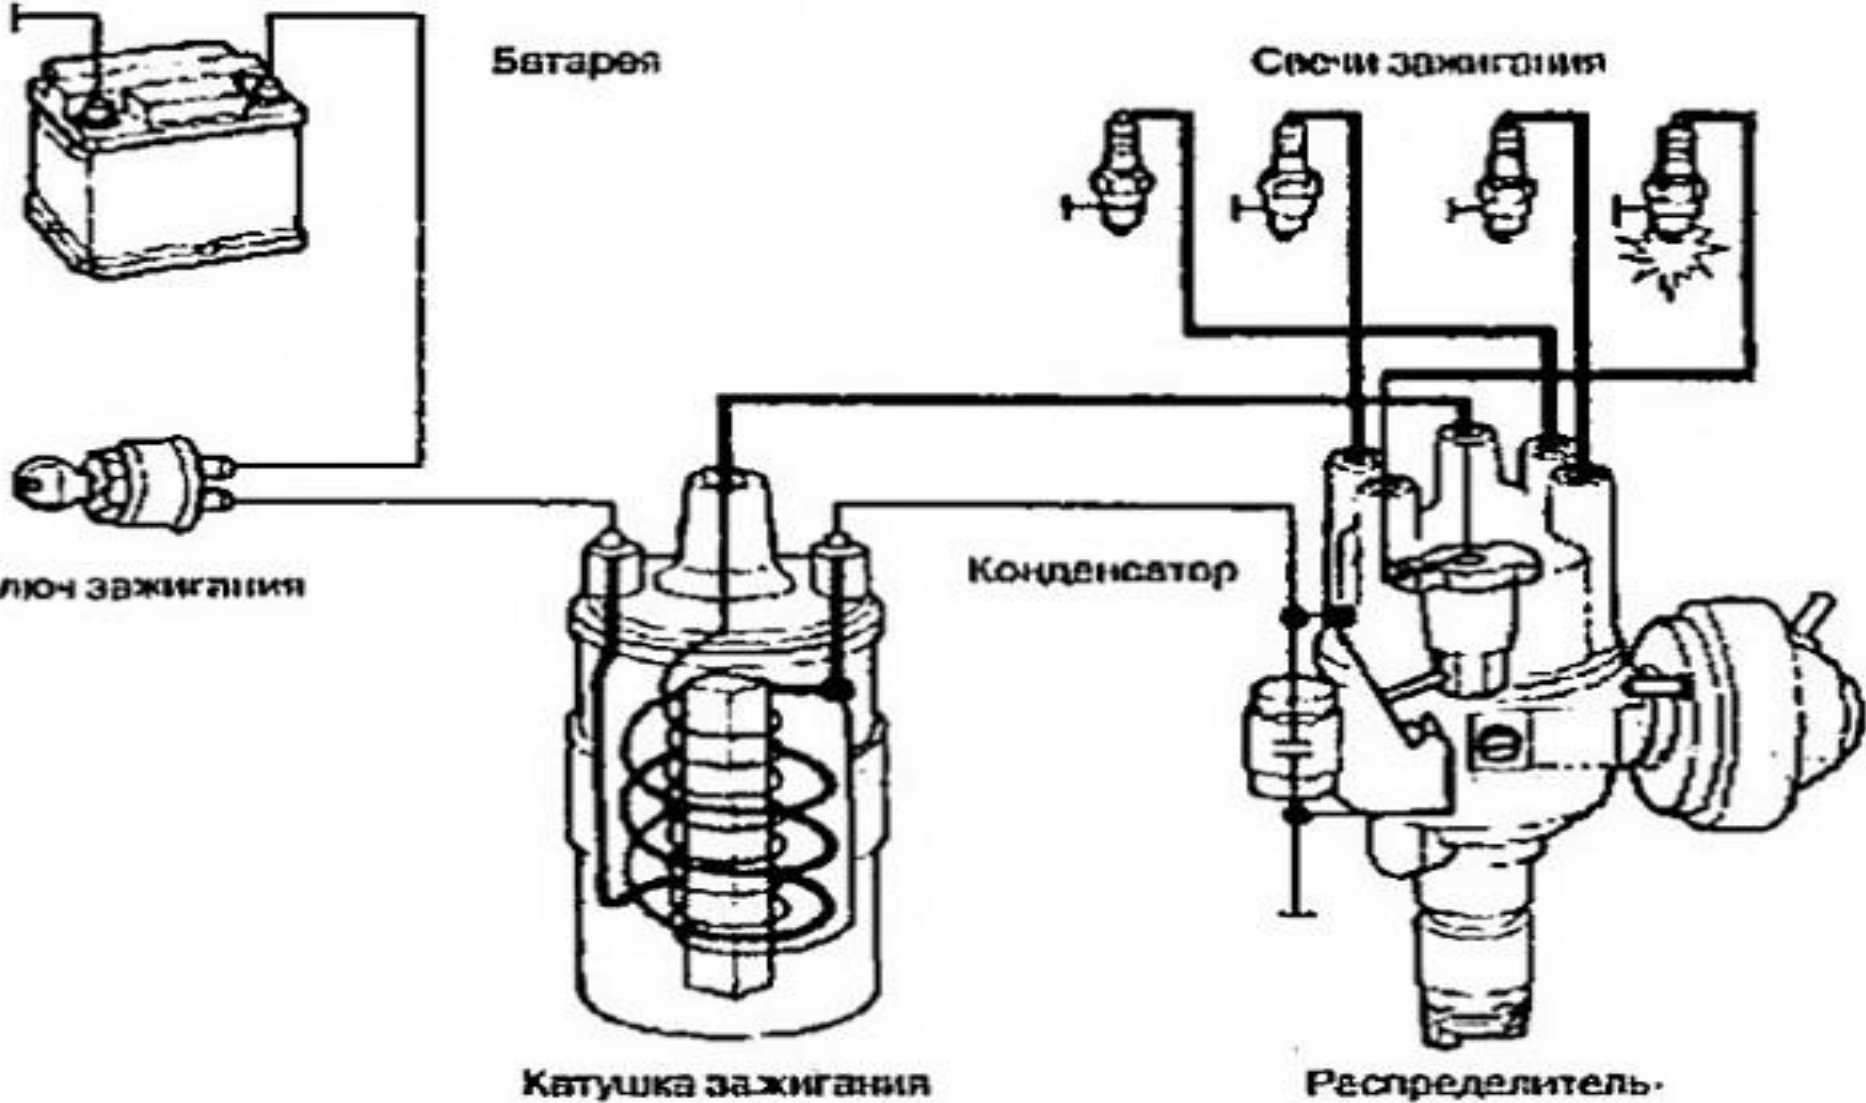 Батарея
Свечи зажигания
люч зажигания
Конденсатор
Катушка зажигания
Распределитель·